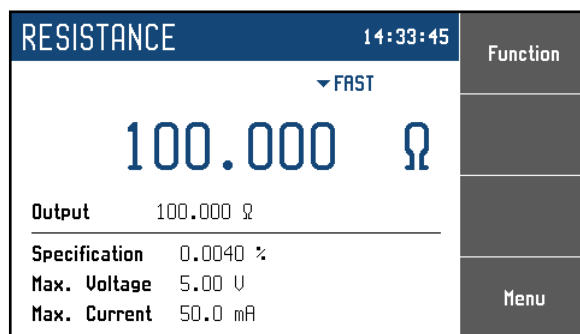 RESISTANCE 14:33:45
Function
FAST
100.000 Ω
Output 100.000 Ω
Specification 0.0040 %
Max. Voltage 5.00 V
Max. Current 50.0 mA
Menu